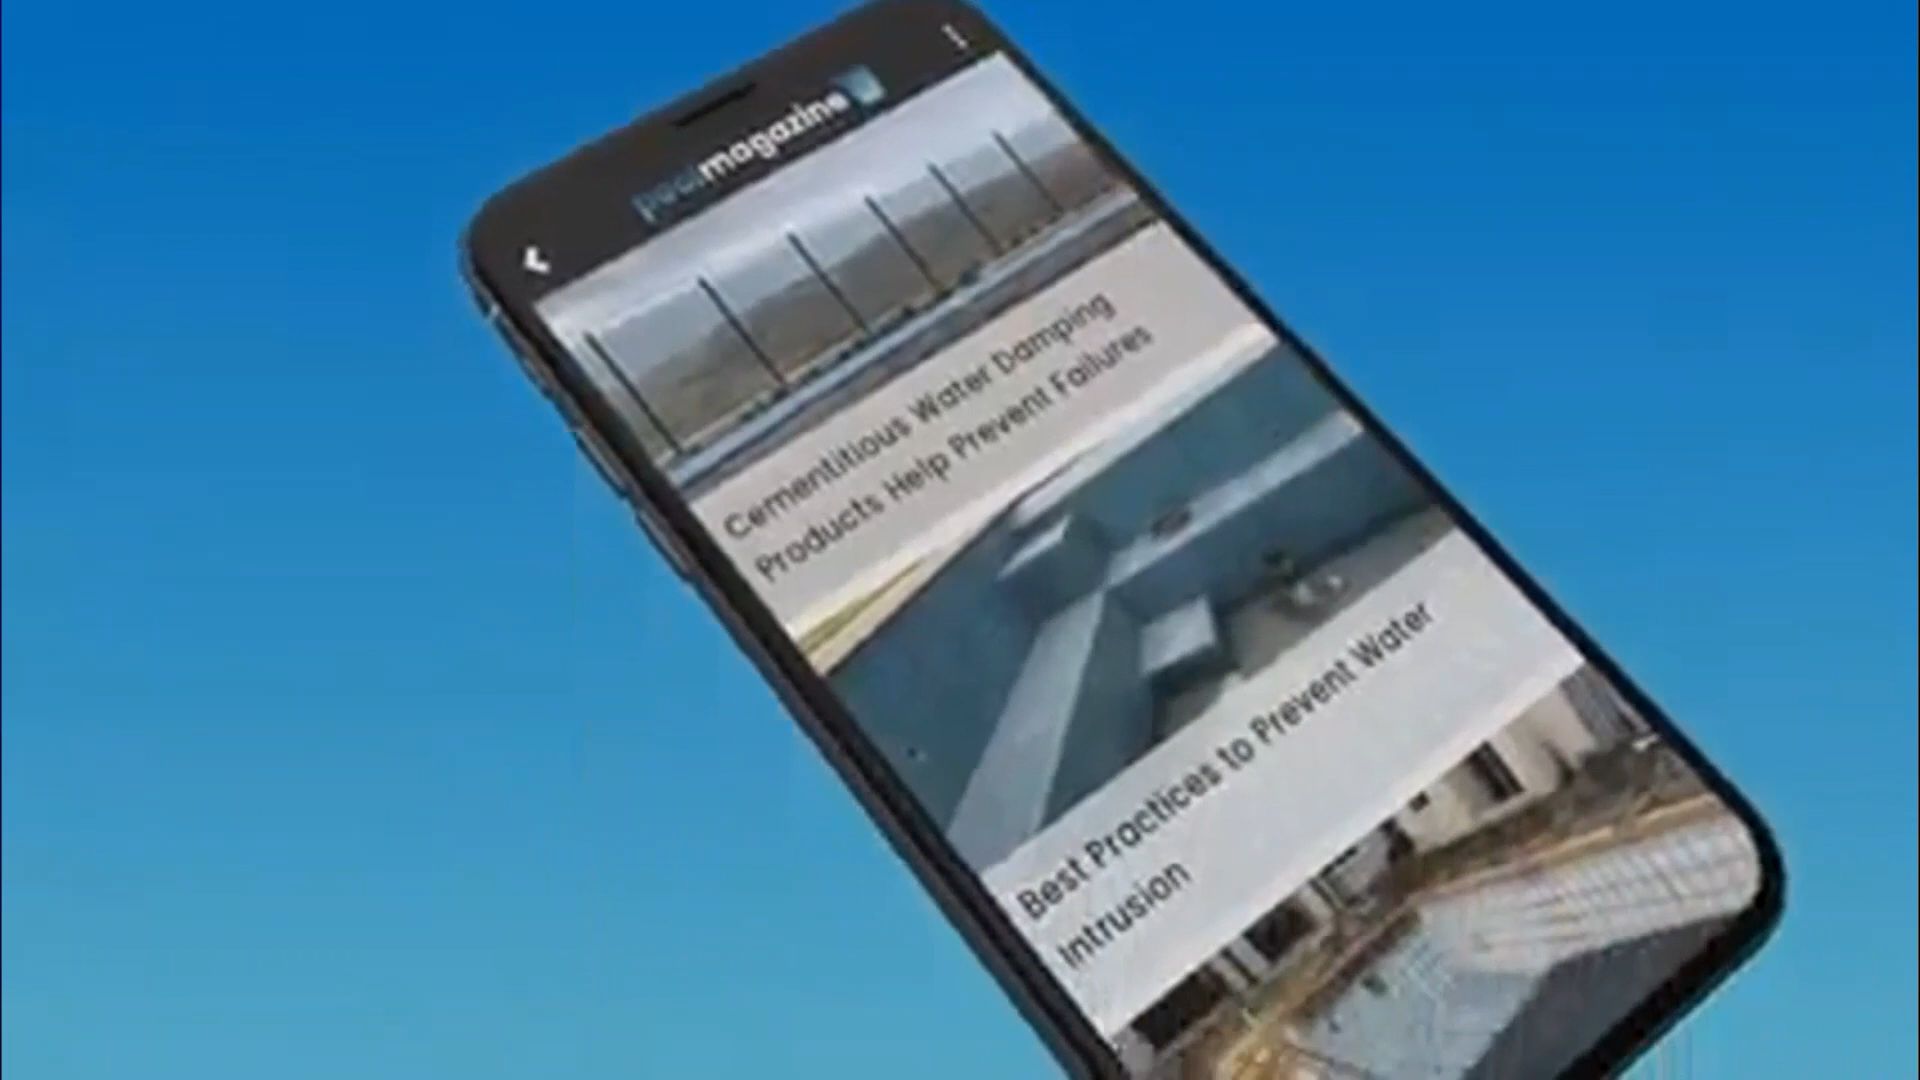 poolmagazine
Cementitious Water Damping
Products Help Prevent Failures
Best Practices to Prevent Water
Intrusion